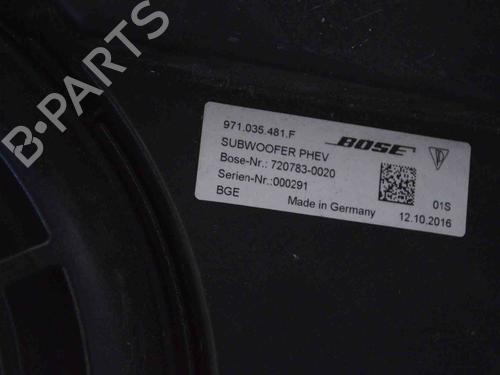 B-PARTS
971.035.481.F
BOSE
SUBWOOFER PHEV
Bose-Nr.: 720783-0020
Serien-Nr.:000291
BGE
Made in Germany
01S
12.10.2016